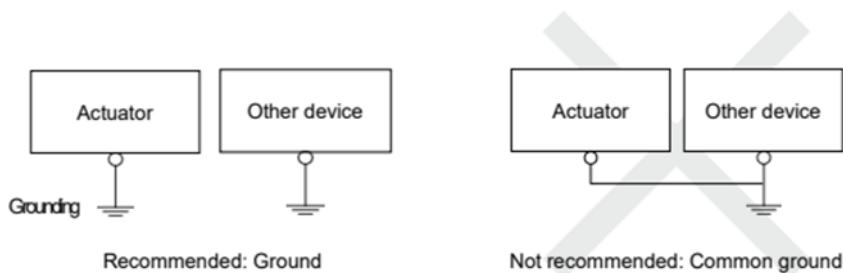 Actuator
Other device
Grounding
Recommended: Ground
Actuator
Other device
Not recommended: Common ground